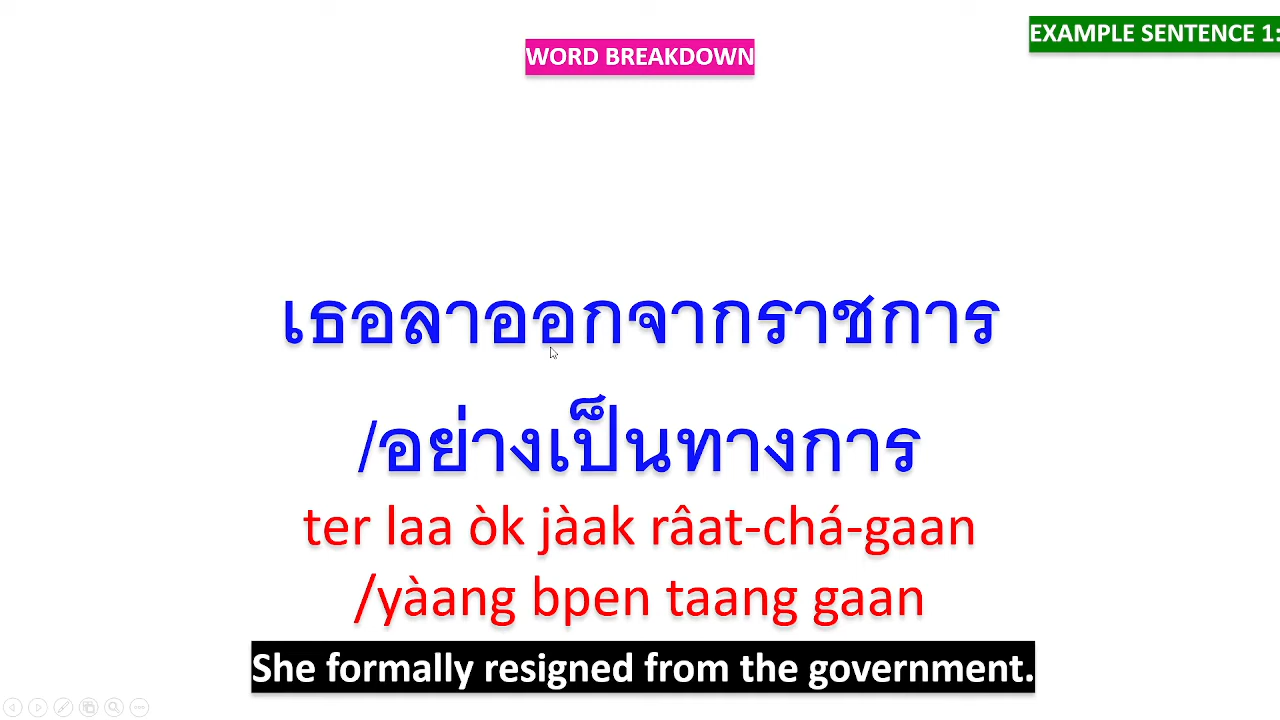 EXAMPLE SENTENCE 1:
WORD BREAKDOWN
เธอลาออกจากราชการ
/อย่างเป็นทางการ
ter laa òk jàak râat-chá-gaan
/yàang bpen taang gaan
She formally resigned from the government.